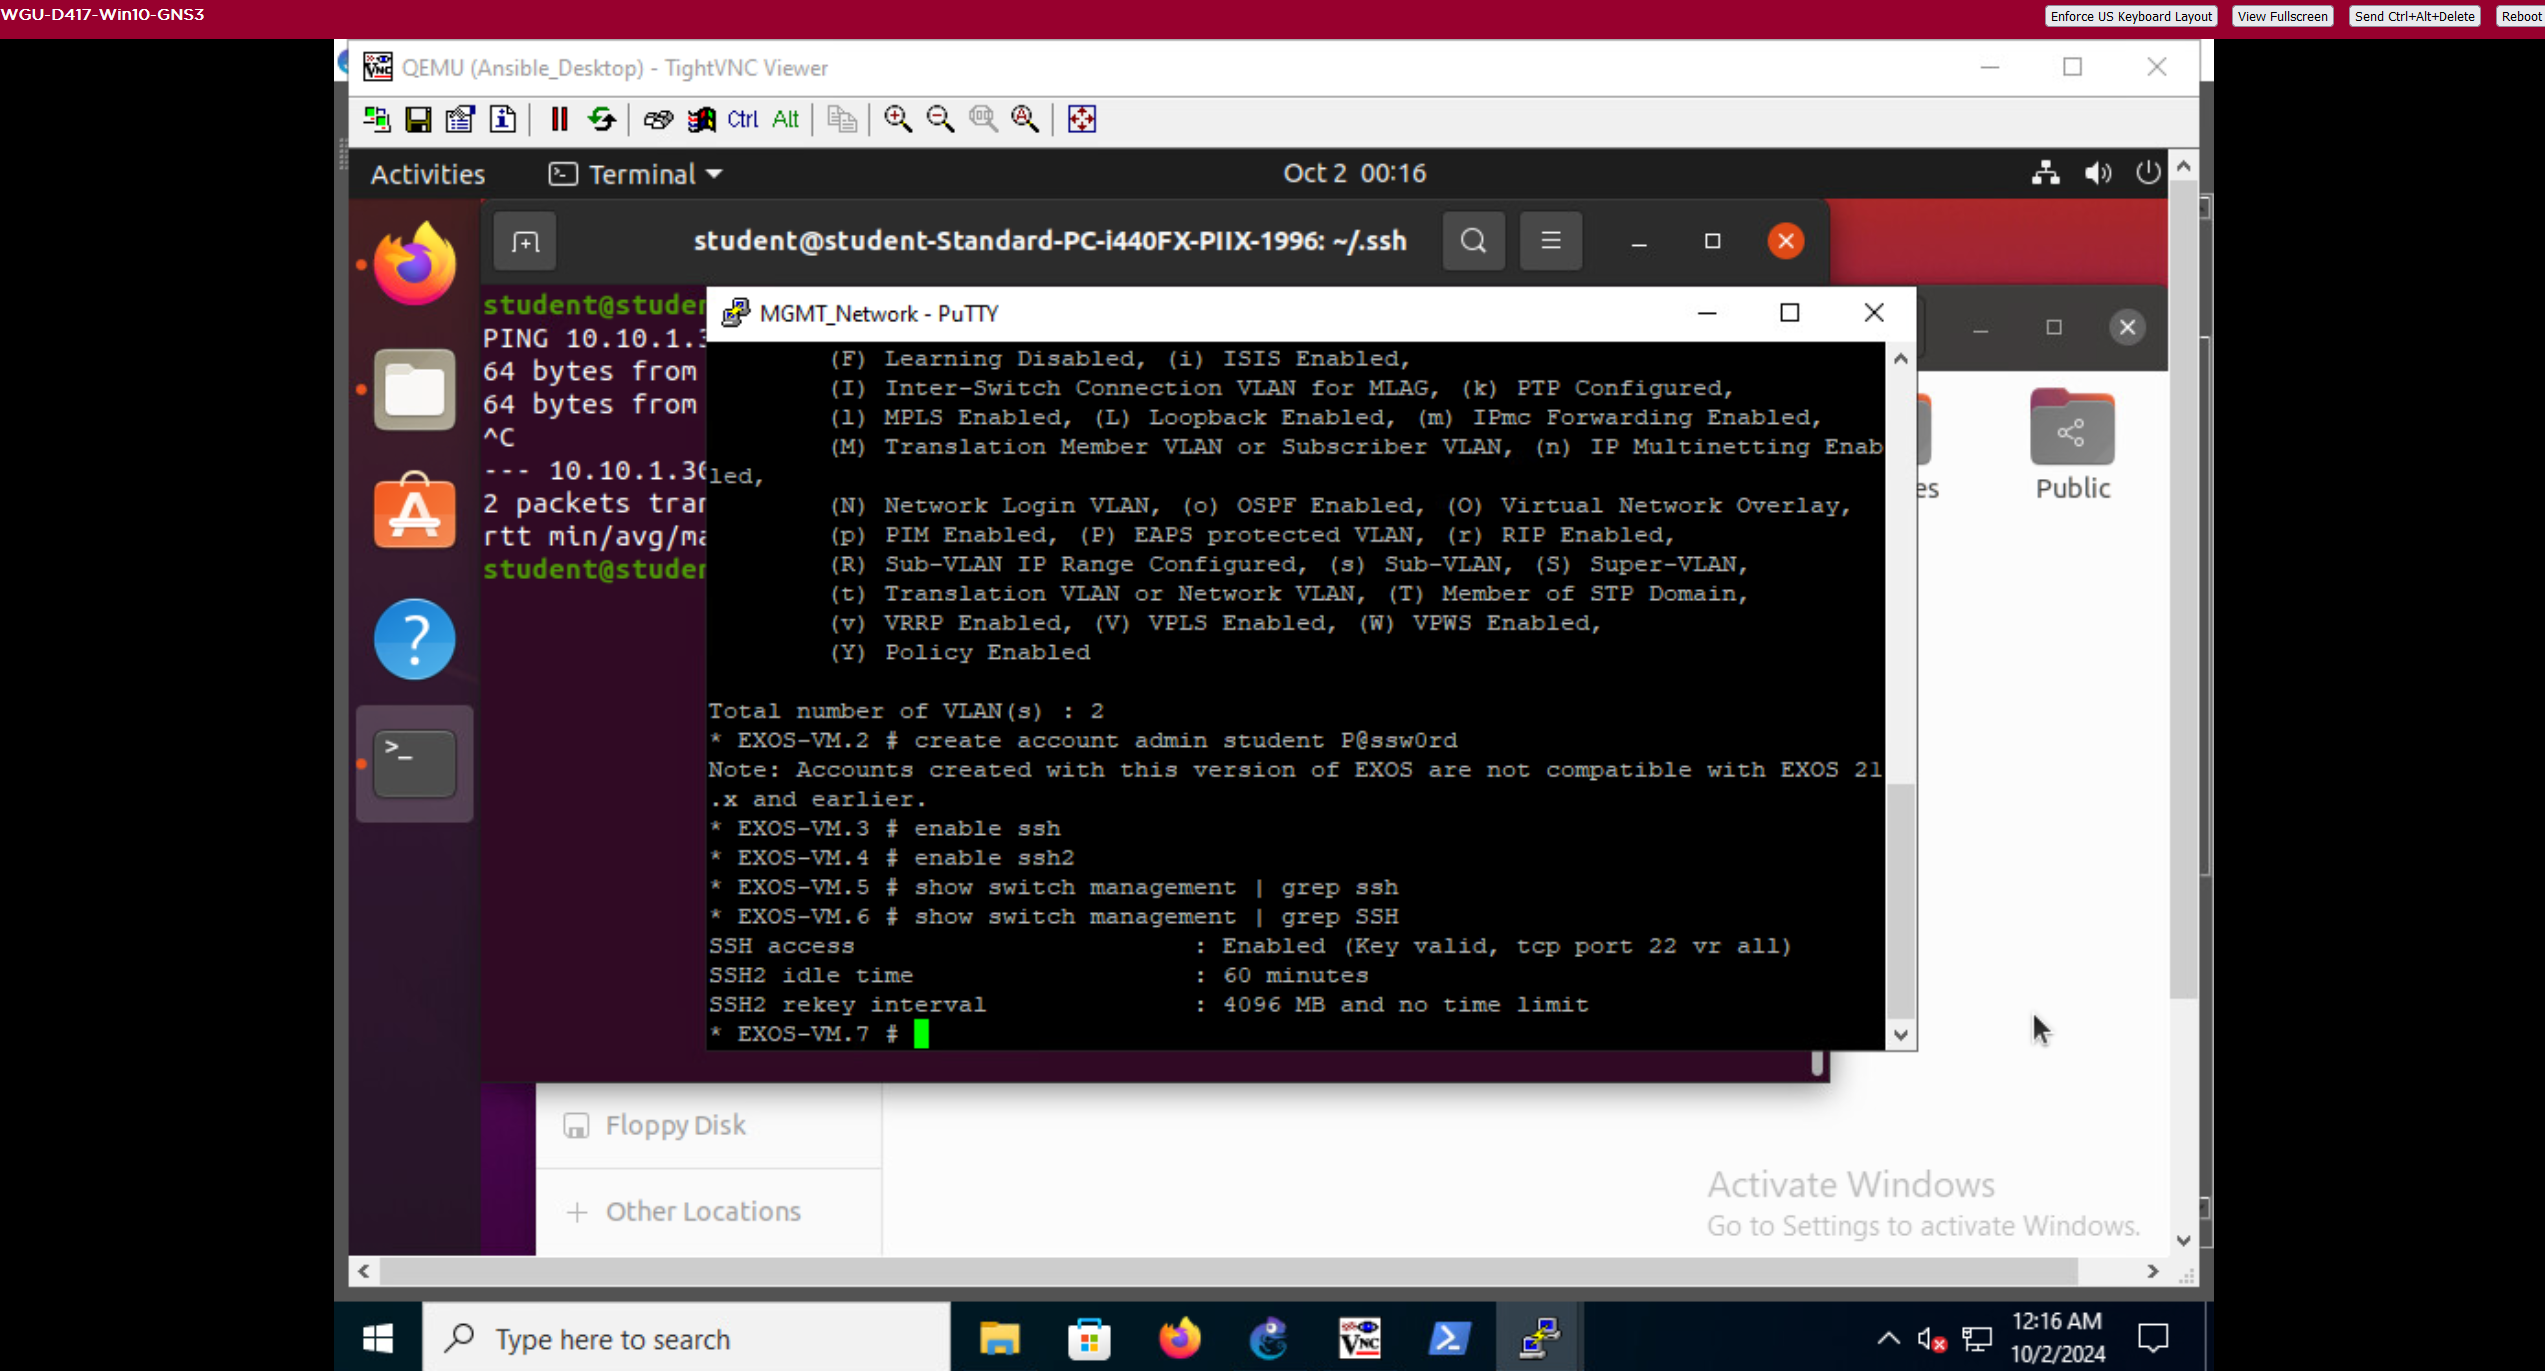 WGU-D417-Win10-GNS3
Enforce US Keyboard Layout
View Fullscreen
Send Ctrl+Alt+Delete
Reboot
QEMU (Ansible_Desktop) - TightVNC Viewer
Ctrl Alt
Activities
Terminal
Oct 2 00:16
student@student-Standard-PC-i440FX-PIIX-1996: ~/.ssh
student@studen
PING 10.10.1.3
64 bytes from
64 bytes from
^C
--- 10.10.1.30
2 packets tran
rtt min/avg/ma
student@studen
MGMT_Network - PuTTY
(F) Learning Disabled, (i) ISIS Enabled,
(I) Inter-Switch Connection VLAN for MLAG, (k) PTP Configured,
(l) MPLS Enabled, (L) Loopback Enabled, (m) IPmc Forwarding Enabled,
(M) Translation Member VLAN or Subscriber VLAN, (n) IP Multinetting Enab
led,
(N) Network Login VLAN, (o) OSPF Enabled, (O) Virtual Network Overlay,
(p) PIM Enabled, (P) EAPS protected VLAN, (r) RIP Enabled,
(R) Sub-VLAN IP Range Configured, (s) Sub-VLAN, (S) Super-VLAN,
(t) Translation VLAN or Network VLAN, (T) Member of STP Domain,
(v) VRRP Enabled, (V) VPLS Enabled, (W) VPWS Enabled,
(Y) Policy Enabled
Total number of VLAN(s) : 2
* EXOS-VM.2 # create account admin student P@ssw0rd
Note: Accounts created with this version of EXOS are not compatible with EXOS 21
.x and earlier.
* EXOS-VM.3 # enable ssh
* EXOS-VM.4 # enable ssh2
* EXOS-VM.5 # show switch management | grep ssh
* EXOS-VM.6 # show switch management | grep SSH
SSH access : Enabled (Key valid, tcp port 22 vr all)
SSH2 idle time : 60 minutes
SSH2 rekey interval : 4096 MB and no time limit
* EXOS-VM.7 #
es
Public
Floppy Disk
+ Other Locations
Activate Windows
Go to Settings to activate Windows.
Type here to search
VNC
12:16 AM
10/2/2024